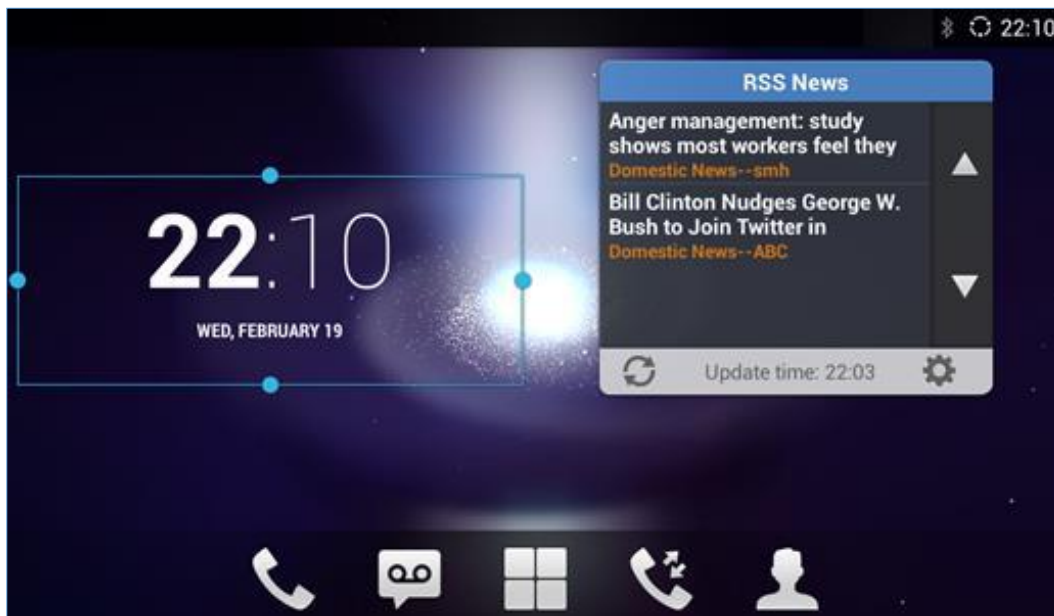 22:10
RSS News
Anger management: study
shows most workers feel they
Domestic News--smh
Bill Clinton Nudges George W.
Bush to Join Twitter in
Domestic News--ABC
Update time: 22:03
22:10
WED, FEBRUARY 19